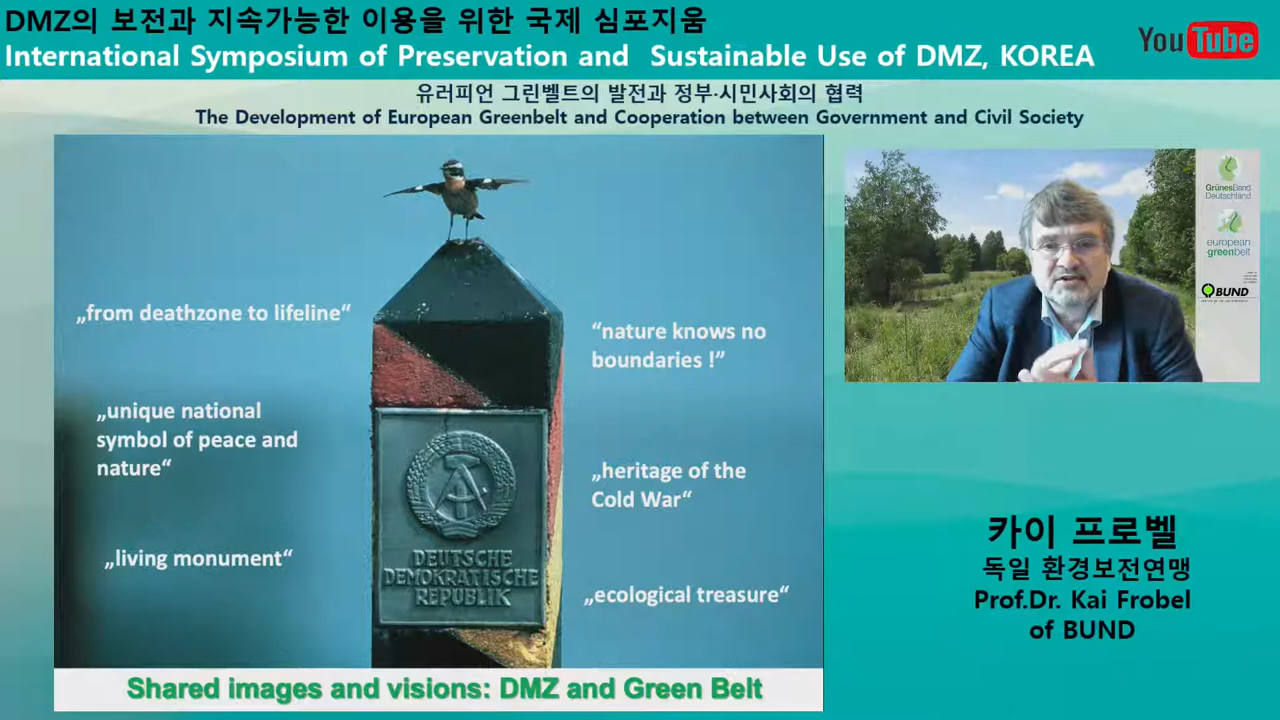 DMZ의 보전과 지속가능한 이용을 위한 국제 심포지움
International Symposium of Preservation and Sustainable Use of DMZ, KOREA
YouTube
유러피언 그린벨트의 발전과 정부·시민사회의 협력
The Development of European Greenbelt and Cooperation between Government and Civil Society
„from deathzone to lifeline“
“nature knows no
boundaries !”
„unique national
symbol of peace and
nature“
„heritage of the
Cold War“
„living monument“
„ecological treasure“
DEUTSCHE
DEMOKRATISCHE
REPUBLIK
Shared images and visions: DMZ and Green Belt
GrünesBand
Deutschland
european
greenbelt
BUND
카이 프로벨
독일 환경보전연맹
Prof.Dr. Kai Frobel
of BUND